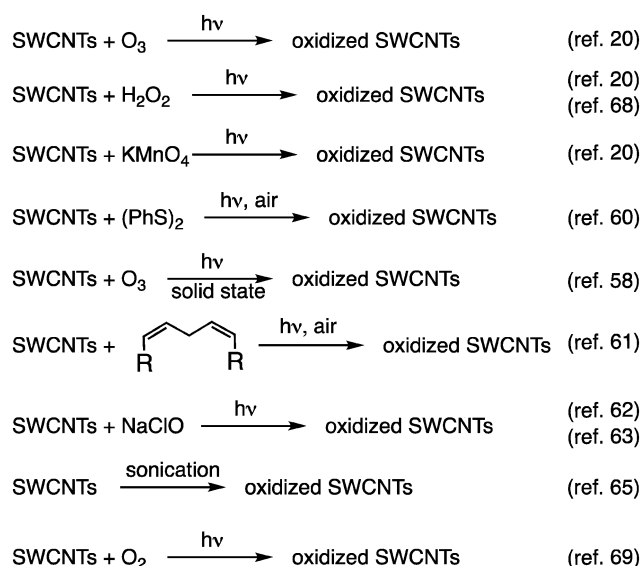 hν
SWCNTs + O₃ oxidized SWCNTs (ref. 20)
hν (ref. 20)
SWCNTs + H₂O₂ oxidized SWCNTs (ref. 68)
hν
SWCNTs + KMnO₄ oxidized SWCNTs (ref. 20)
hν, air
SWCNTs + (PhS)₂ oxidized SWCNTs (ref. 60)
hν
SWCNTs + O₃ oxidized SWCNTs (ref. 58)
solid state
hν, air
SWCNTs + oxidized SWCNTs (ref. 61)
R R
hν (ref. 62)
SWCNTs + NaClO oxidized SWCNTs (ref. 63)
sonication
SWCNTs oxidized SWCNTs (ref. 65)
hν
SWCNTs + O₂ oxidized SWCNTs (ref. 69)